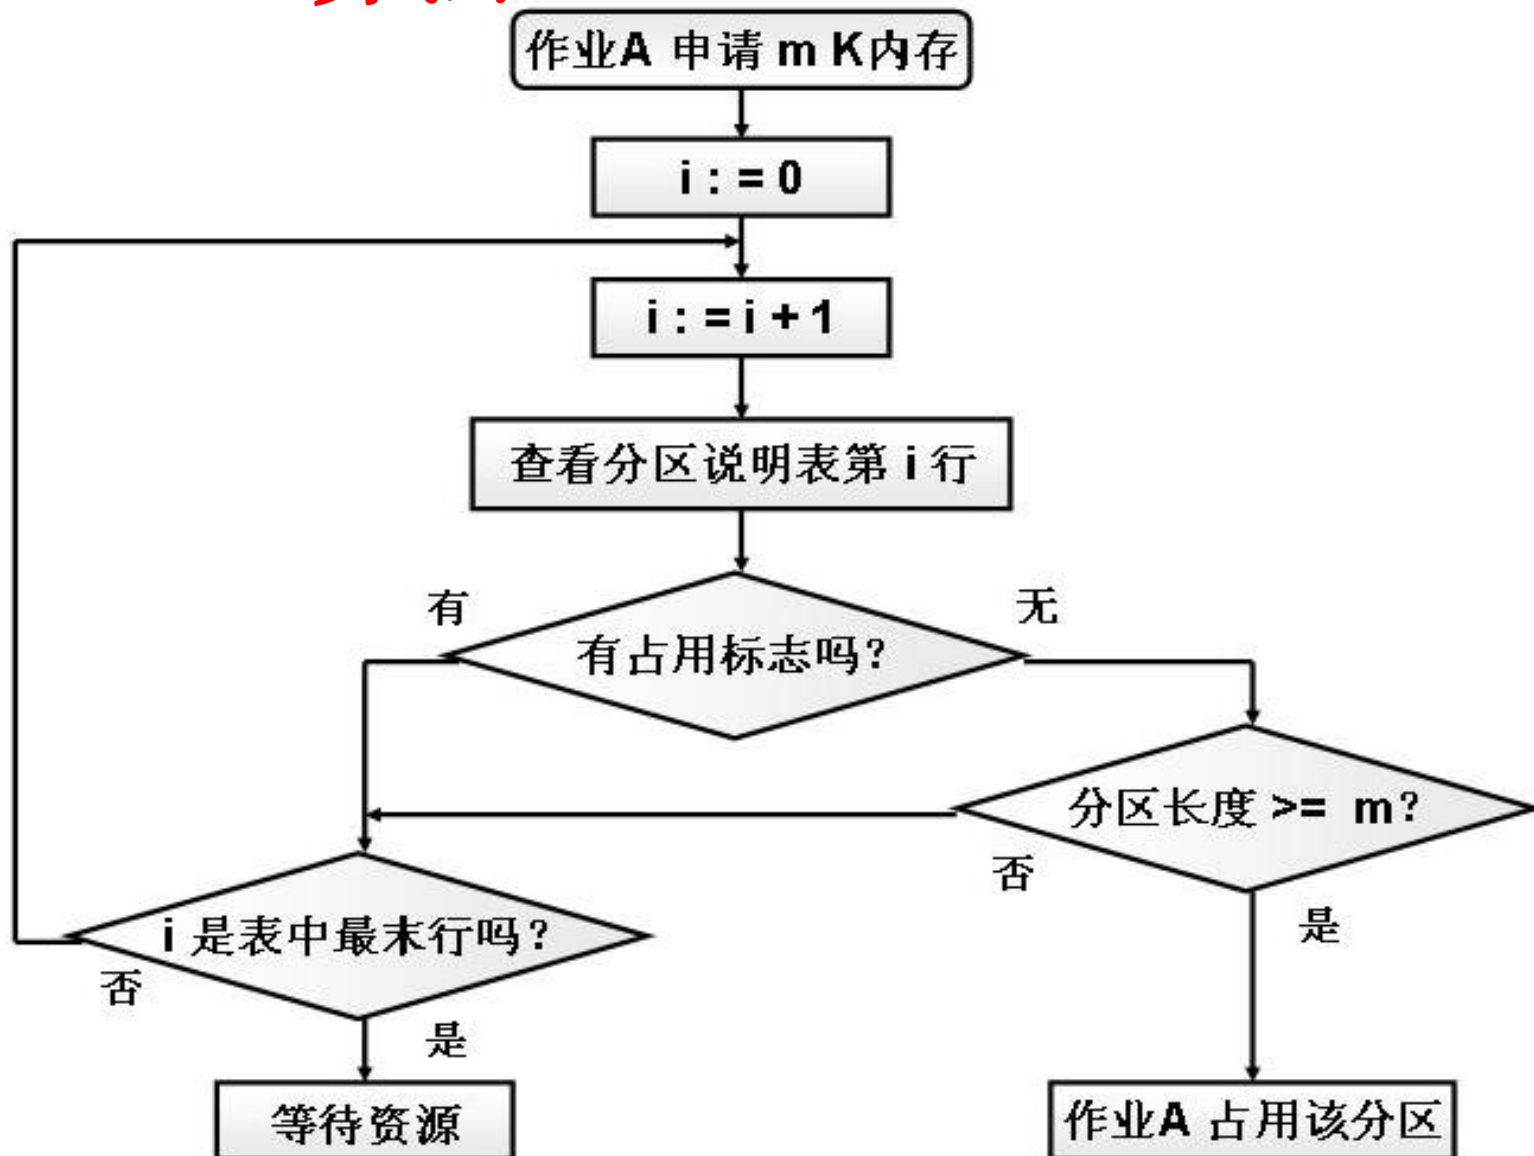 作业A 申请 m K内存
i : = 0
i : = i + 1
查看分区说明表第 i 行
有
无
有占用标志吗?
分区长度 >= m?
否
是
i 是表中最末行吗?
否
是
等待资源
作业A 占用该分区